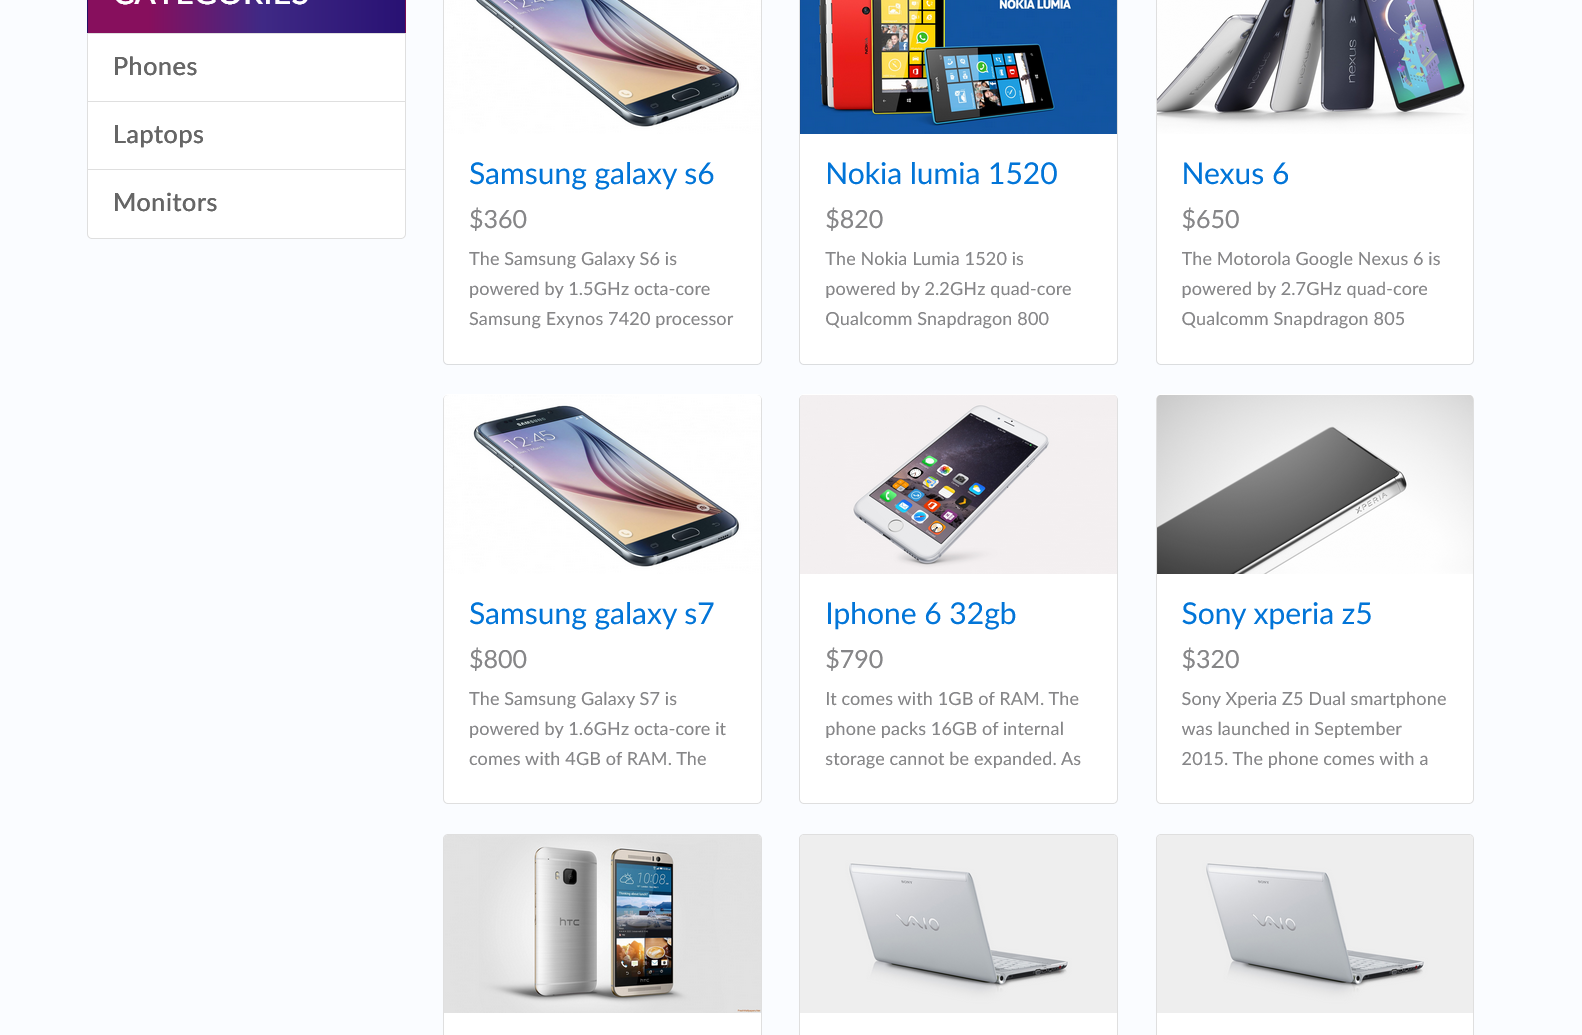 CATEGORIES
Phones
Laptops
Monitors
NOKIA LUMIA
nexus
Samsung galaxy s6
$360
The Samsung Galaxy S6 is
powered by 1.5GHz octa-core
Samsung Exynos 7420 processor
Nokia lumia 1520
$820
The Nokia Lumia 1520 is
powered by 2.2GHz quad-core
Qualcomm Snapdragon 800
Nexus 6
$650
The Motorola Google Nexus 6 is
powered by 2.7GHz quad-core
Qualcomm Snapdragon 805
SAMSUNG
12:45
XPERIA
Samsung galaxy s7
$800
The Samsung Galaxy S7 is
powered by 1.6GHz octa-core it
comes with 4GB of RAM. The
Iphone 6 32gb
$790
It comes with 1GB of RAM. The
phone packs 16GB of internal
storage cannot be expanded. As
Sony xperia z5
$320
Sony Xperia Z5 Dual smartphone
was launched in September
2015. The phone comes with a
hTC
10:08
SONY
VAIO
SONY
VAIO